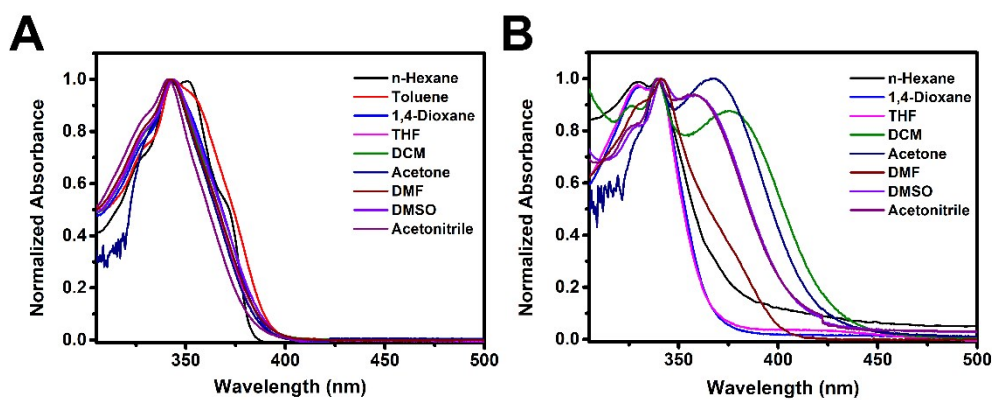 A
Normalized Absorbance
1.0
0.8
0.6
0.4
0.2
0.0
n-Hexane
Toluene
1,4-Dioxane
THF
DCM
Acetone
DMF
DMSO
Acetonitrile
350
400
450
500
Wavelength (nm)
B
Normalized Absorbance
1.0
0.8
0.6
0.4
0.2
0.0
n-Hexane
1,4-Dioxane
THF
DCM
Acetone
DMF
DMSO
Acetonitrile
350
400
450
500
Wavelength (nm)